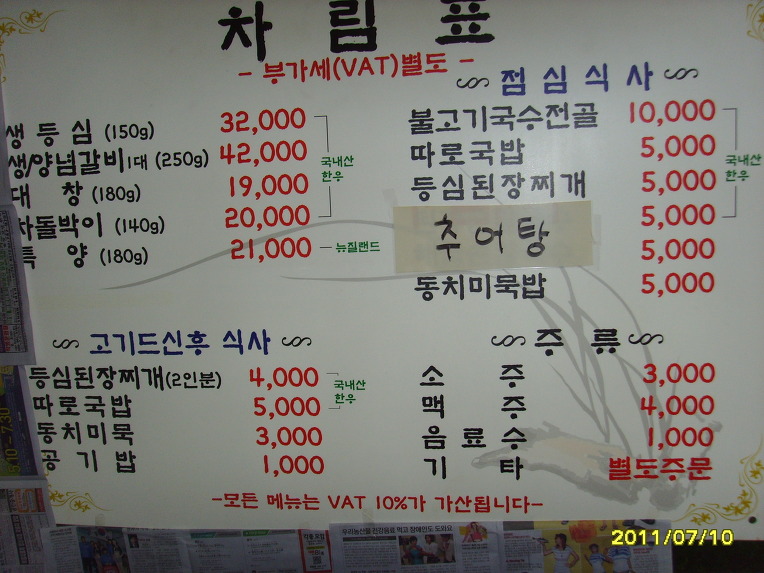 차 림 표
- 부가세(VAT)별도 -
생 등 심 (150g) 32,000
생/양념갈비 1대 (250g) 42,000
대 창 (180g) 19,000
차돌박이 (140g) 20,000
국내산
한우
특 양 (180g) 21,000 - 뉴질랜드
점 심 식 사
불고기국수전골 10,000
따로국밥 5,000
등심된장찌개 5,000
5,000
국내산
한우
추어탕 5,000
동치미묵밥 5,000
고기드신흥 식사
등심된장찌개(2인분) 4,000
따로국밥 5,000
국내산
한우
동치미묵 3,000
공기밥 1,000
주 류
소 주 3,000
맥 주 4,000
음 료 수 1,000
기 타 별도주문
-모든 메뉴는 VAT 10%가 가산됩니다-
2011/07/10